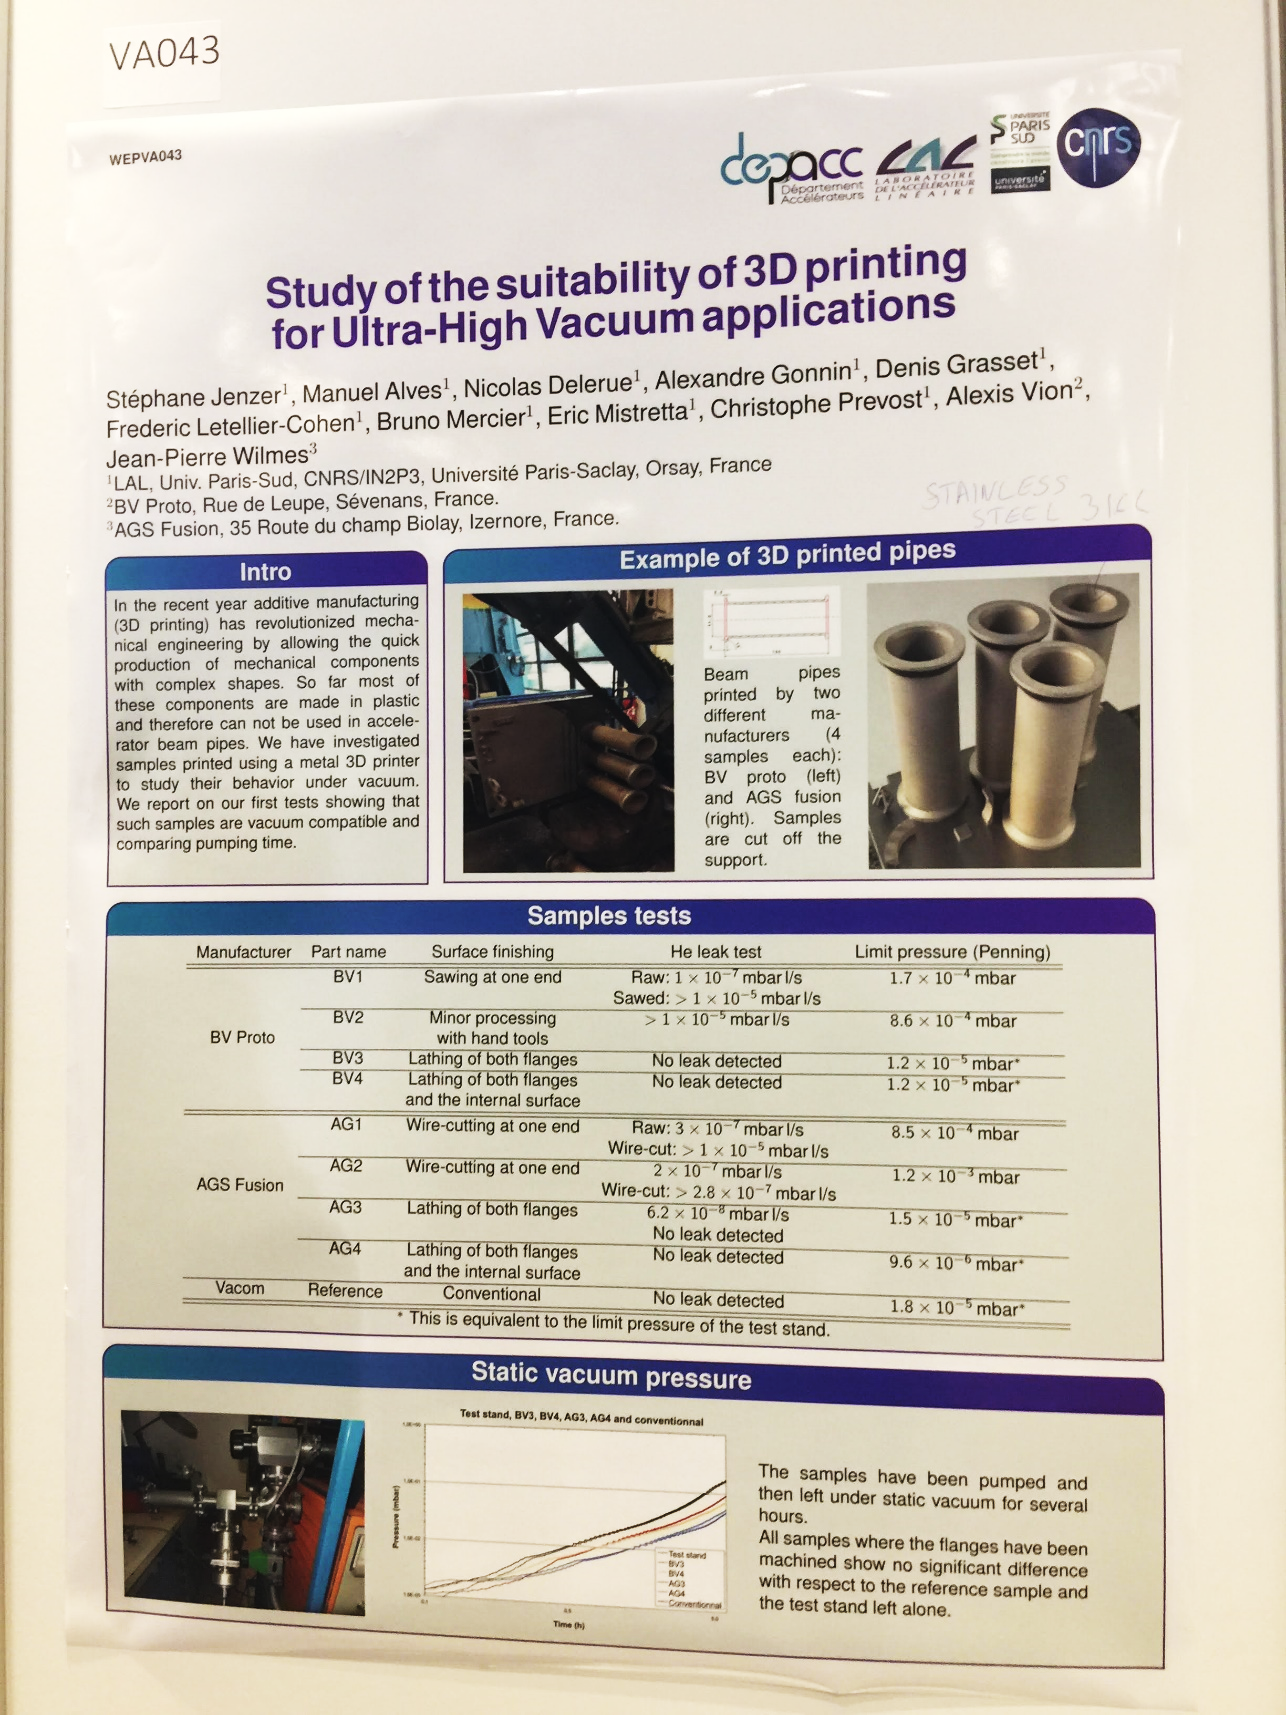 VA043
WEPVA043
depacc
Département
Accélérateurs
LAL
LABORATOIRE
DE L'ACCÉLÉRATEUR
LINÉAIRE
UNIVERSITÉ
PARIS
SUD
université
PARIS-SACLAY
cnrs
Study of the suitability of 3D printing
for Ultra-High Vacuum applications
Stéphane Jenzer¹, Manuel Alves¹, Nicolas Delerue¹, Alexandre Gonnin¹, Denis Grasset¹,
Frederic Letellier-Cohen¹, Bruno Mercier¹, Eric Mistretta¹, Christophe Prevost¹, Alexis Vion²,
Jean-Pierre Wilmes³
¹LAL, Univ. Paris-Sud, CNRS/IN2P3, Université Paris-Saclay, Orsay, France
²BV Proto, Rue de Leupe, Sévenans, France.
³AGS Fusion, 35 Route du champ Biolay, Izernore, France.
STAINLESS
STEEL 316L
Intro
In the recent year additive manufacturing
(3D printing) has revolutionized mecha-
nical engineering by allowing the quick
production of mechanical components
with complex shapes. So far most of
these components are made in plastic
and therefore can not be used in accele-
rator beam pipes. We have investigated
samples printed using a metal 3D printer
to study their behavior under vacuum.
We report on our first tests showing that
such samples are vacuum compatible and
comparing pumping time.
Example of 3D printed pipes
Beam pipes
printed by two
different ma-
nufacturers (4
samples each):
BV proto (left)
and AGS fusion
(right). Samples
are cut off the
support.
Samples tests
Manufacturer Part name Surface finishing He leak test Limit pressure (Penning)
BV1 Sawing at one end Raw: 1 × 10⁻⁷ mbar l/s 1.7 × 10⁻⁴ mbar
Sawed: > 1 × 10⁻⁵ mbar l/s
BV2 Minor processing > 1 × 10⁻⁵ mbar l/s 8.6 × 10⁻⁴ mbar
BV Proto with hand tools
BV3 Lathing of both flanges No leak detected 1.2 × 10⁻⁵ mbar*
BV4 Lathing of both flanges No leak detected 1.2 × 10⁻⁵ mbar*
and the internal surface
AG1 Wire-cutting at one end Raw: 3 × 10⁻⁷ mbar l/s 8.5 × 10⁻⁴ mbar
Wire-cut: > 1 × 10⁻⁵ mbar l/s
AG2 Wire-cutting at one end 2 × 10⁻⁷ mbar l/s 1.2 × 10⁻³ mbar
AGS Fusion Wire-cut: > 2.8 × 10⁻⁷ mbar l/s
AG3 Lathing of both flanges 6.2 × 10⁻⁸ mbar l/s 1.5 × 10⁻⁵ mbar*
No leak detected
AG4 Lathing of both flanges No leak detected 9.6 × 10⁻⁶ mbar*
and the internal surface
Vacom Reference Conventional No leak detected 1.8 × 10⁻⁵ mbar*
* This is equivalent to the limit pressure of the test stand.
Static vacuum pressure
Test stand, BV3, BV4, AG3, AG4 and conventionnal
Pressure (mbar)
Test stand
BV3
BV4
AG3
AG4
Conventionnal
Time (h)
The samples have been pumped and
then left under static vacuum for several
hours.
All samples where the flanges have been
machined show no significant difference
with respect to the reference sample and
the test stand left alone.